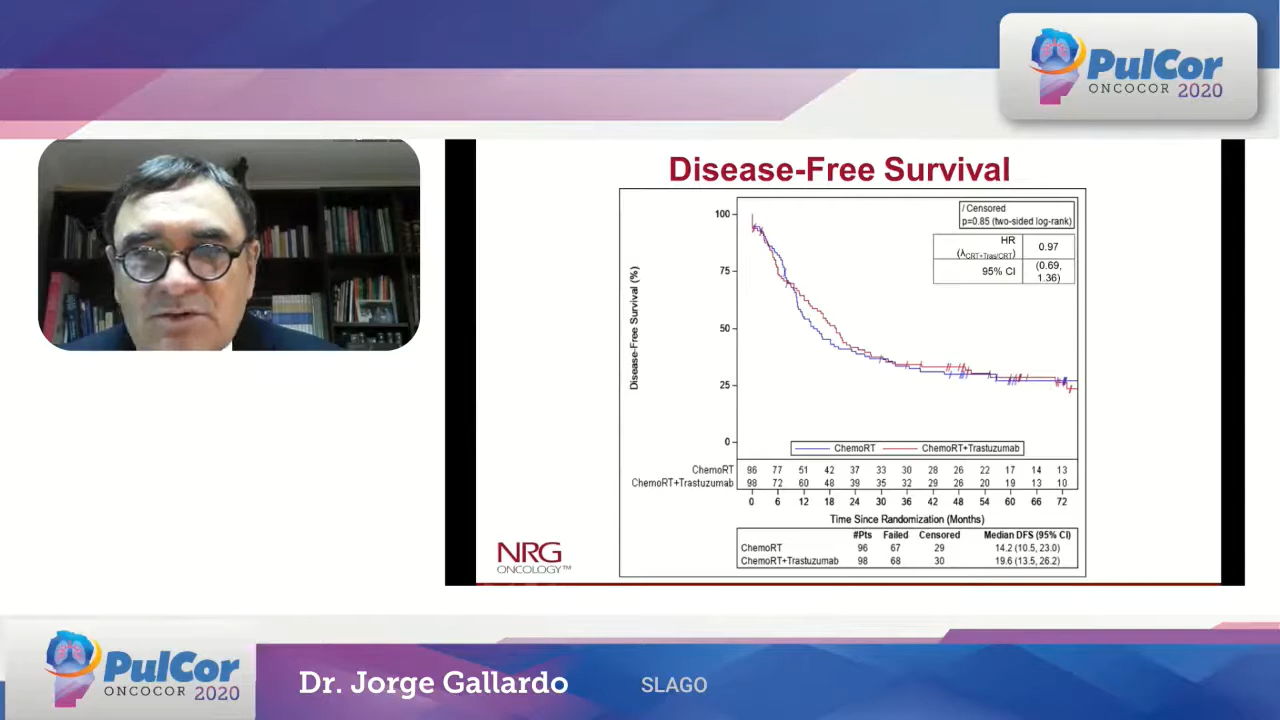 PulCor
ONCOCOR 2020
Disease-Free Survival
/ Censored
p=0.85 (two-sided log-rank)
HR
(λCRT+Tras/CRT)
0.97
95% CI
(0.69,
1.36)
Disease-Free Survival (%)
100
75
50
25
0
ChemoRT ChemoRT+Trastuzumab
ChemoRT 96 77 51 42 37 33 30 28 26 22 17 14 13
ChemoRT+Trastuzumab 98 72 60 48 39 35 32 29 26 20 19 13 10
0 6 12 18 24 30 36 42 48 54 60 66 72
Time Since Randomization (Months)
#Pts Failed Censored Median DFS (95% CI)
ChemoRT 96 67 29 14.2 (10.5, 23.0)
ChemoRT+Trastuzumab 98 68 30 19.6 (13.5, 26.2)
NRG
ONCOLOGY™
PulCor
ONCOCOR 2020
Dr. Jorge Gallardo SLAGO